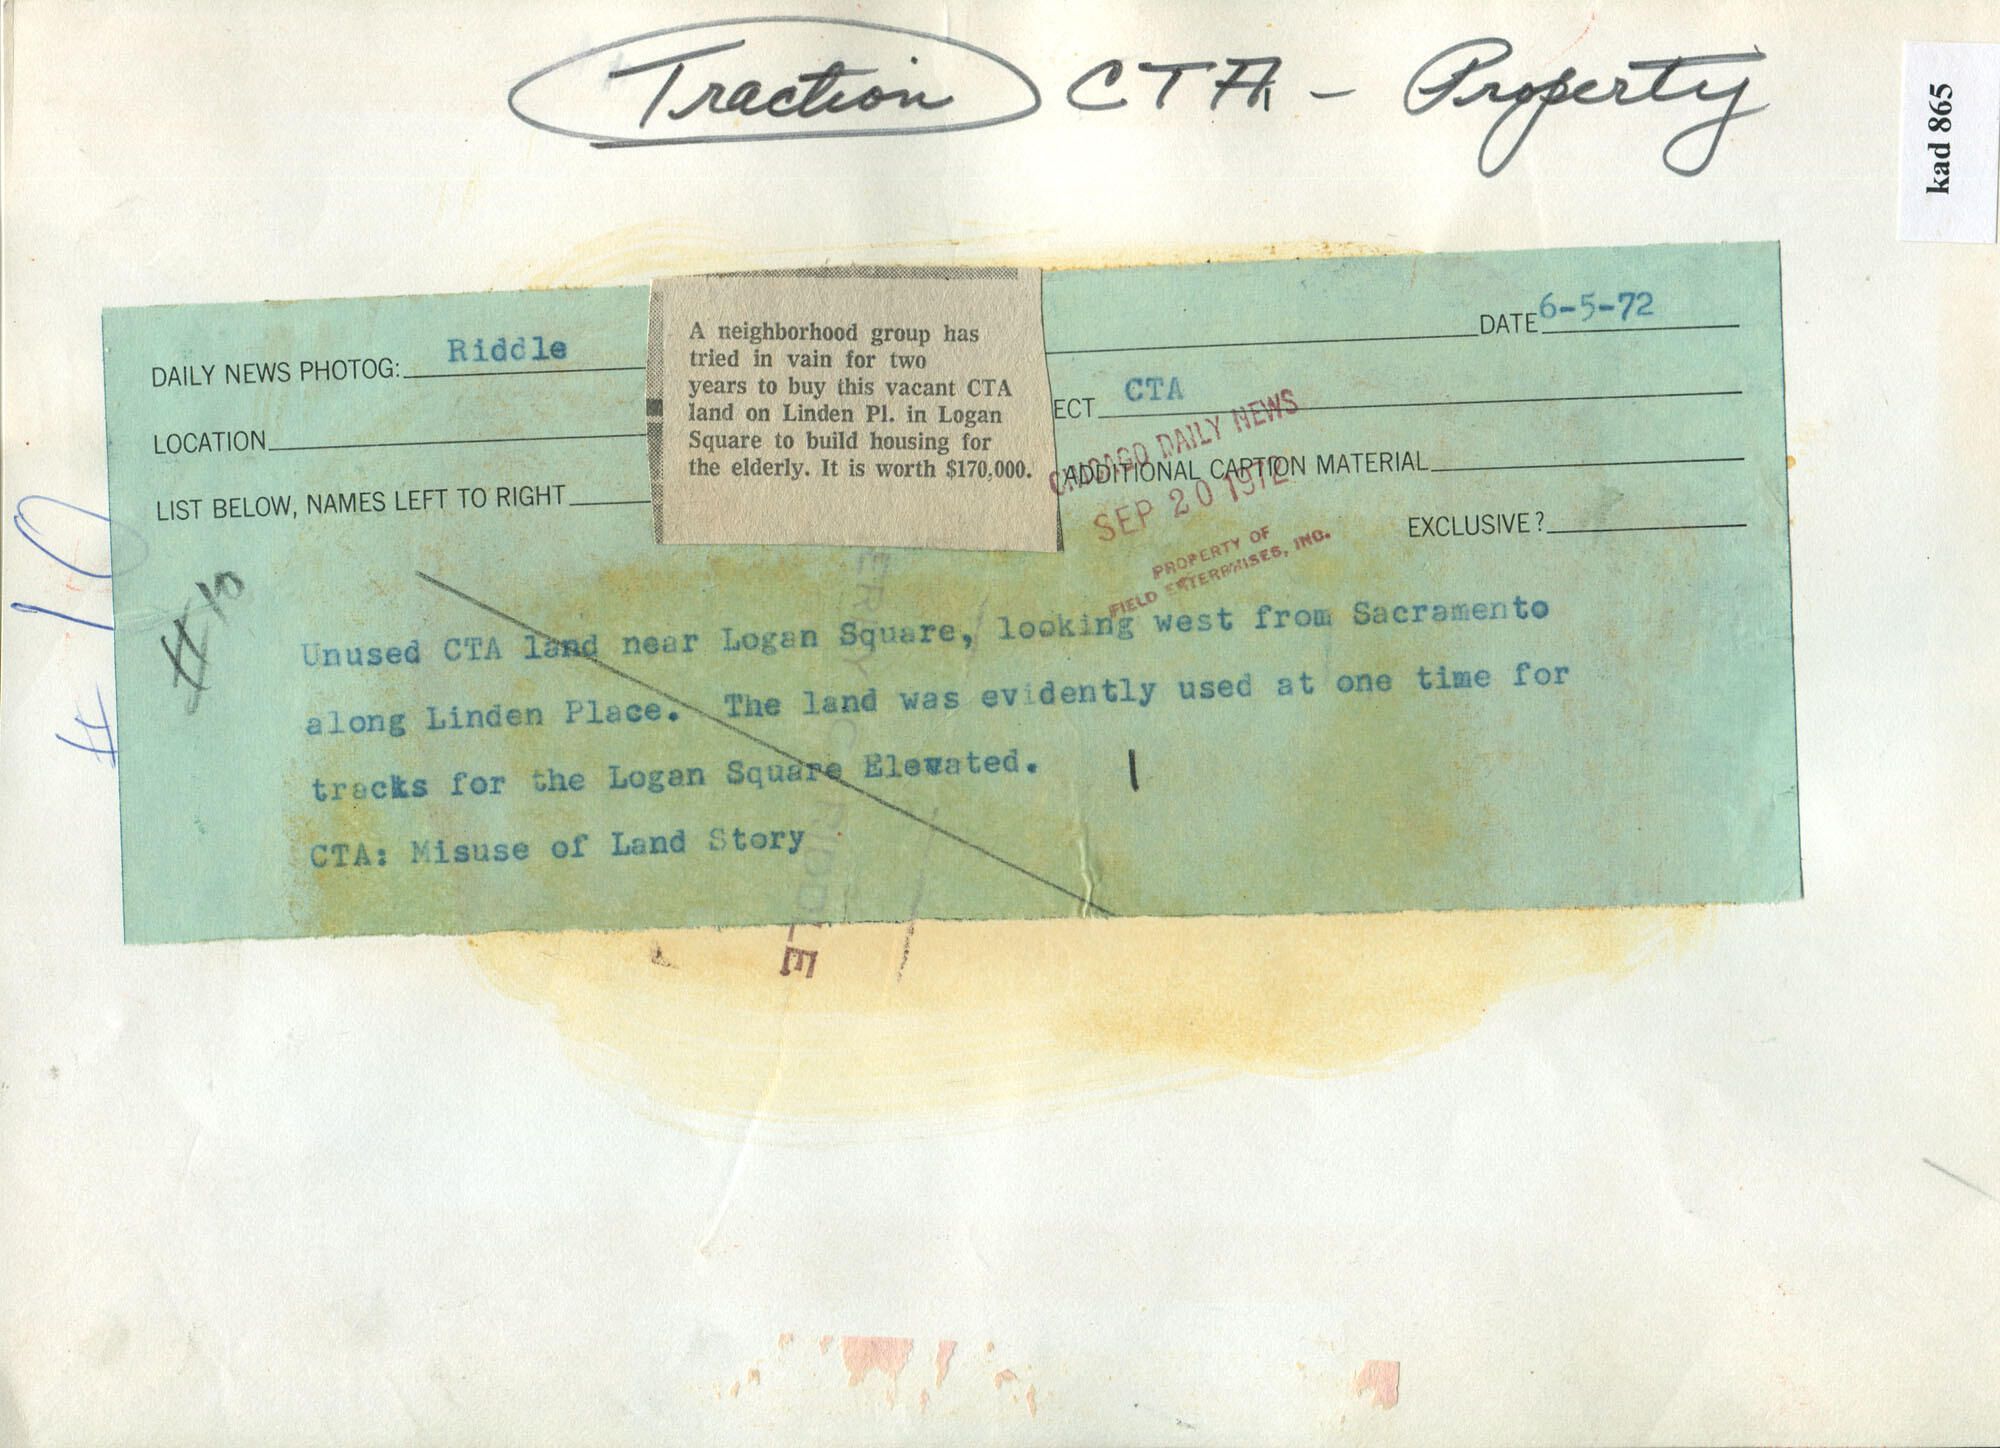 Traction CTA - Property
kad 865
DAILY NEWS PHOTOG: Riddle
DATE 6-5-72
LOCATION
ECT CTA
LIST BELOW, NAMES LEFT TO RIGHT
ADDITIONAL CAPTION MATERIAL
EXCLUSIVE?
A neighborhood group has
tried in vain for two
years to buy this vacant CTA
land on Linden Pl. in Logan
Square to build housing for
the elderly. It is worth $170,000.
CHICAGO DAILY NEWS
SEP 20 1972
PROPERTY OF
FIELD ENTERPRISES, INC.
# 10
#10
Unused CTA land near Logan Square, looking west from Sacramento
along Linden Place. The land was evidently used at one time for
tracks for the Logan Square Elevated.
CTA: Misuse of Land Story
RIDDLE